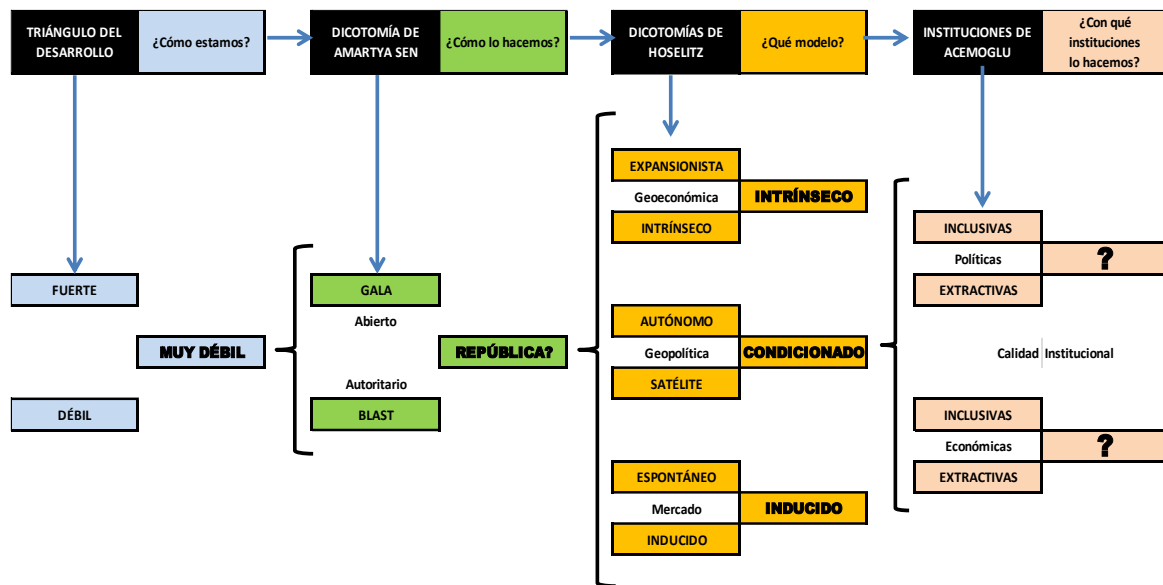 TRIÁNGULO DEL
DESARROLLO
¿Cómo estamos?
DICOTOMÍA DE
AMARTYA SEN
¿Cómo lo hacemos?
DICOTOMÍAS DE
HOSELITZ
¿Qué modelo?
INSTITUCIONES DE
ACEMOGLU
¿Con qué
instituciones
lo hacemos?
FUERTE
MUY DÉBIL
DÉBIL
GALA
Abierto
REPÚBLICA?
Autoritario
BLAST
EXPANSIONISTA
Geoeconómica
INTRÍNSECO
INTRÍNSECO
AUTÓNOMO
Geopolítica
CONDICIONADO
SATÉLITE
ESPONTÁNEO
Mercado
INDUCIDO
INDUCIDO
INCLUSIVAS
Políticas
?
EXTRACTIVAS
Calidad Institucional
INCLUSIVAS
Económicas
?
EXTRACTIVAS